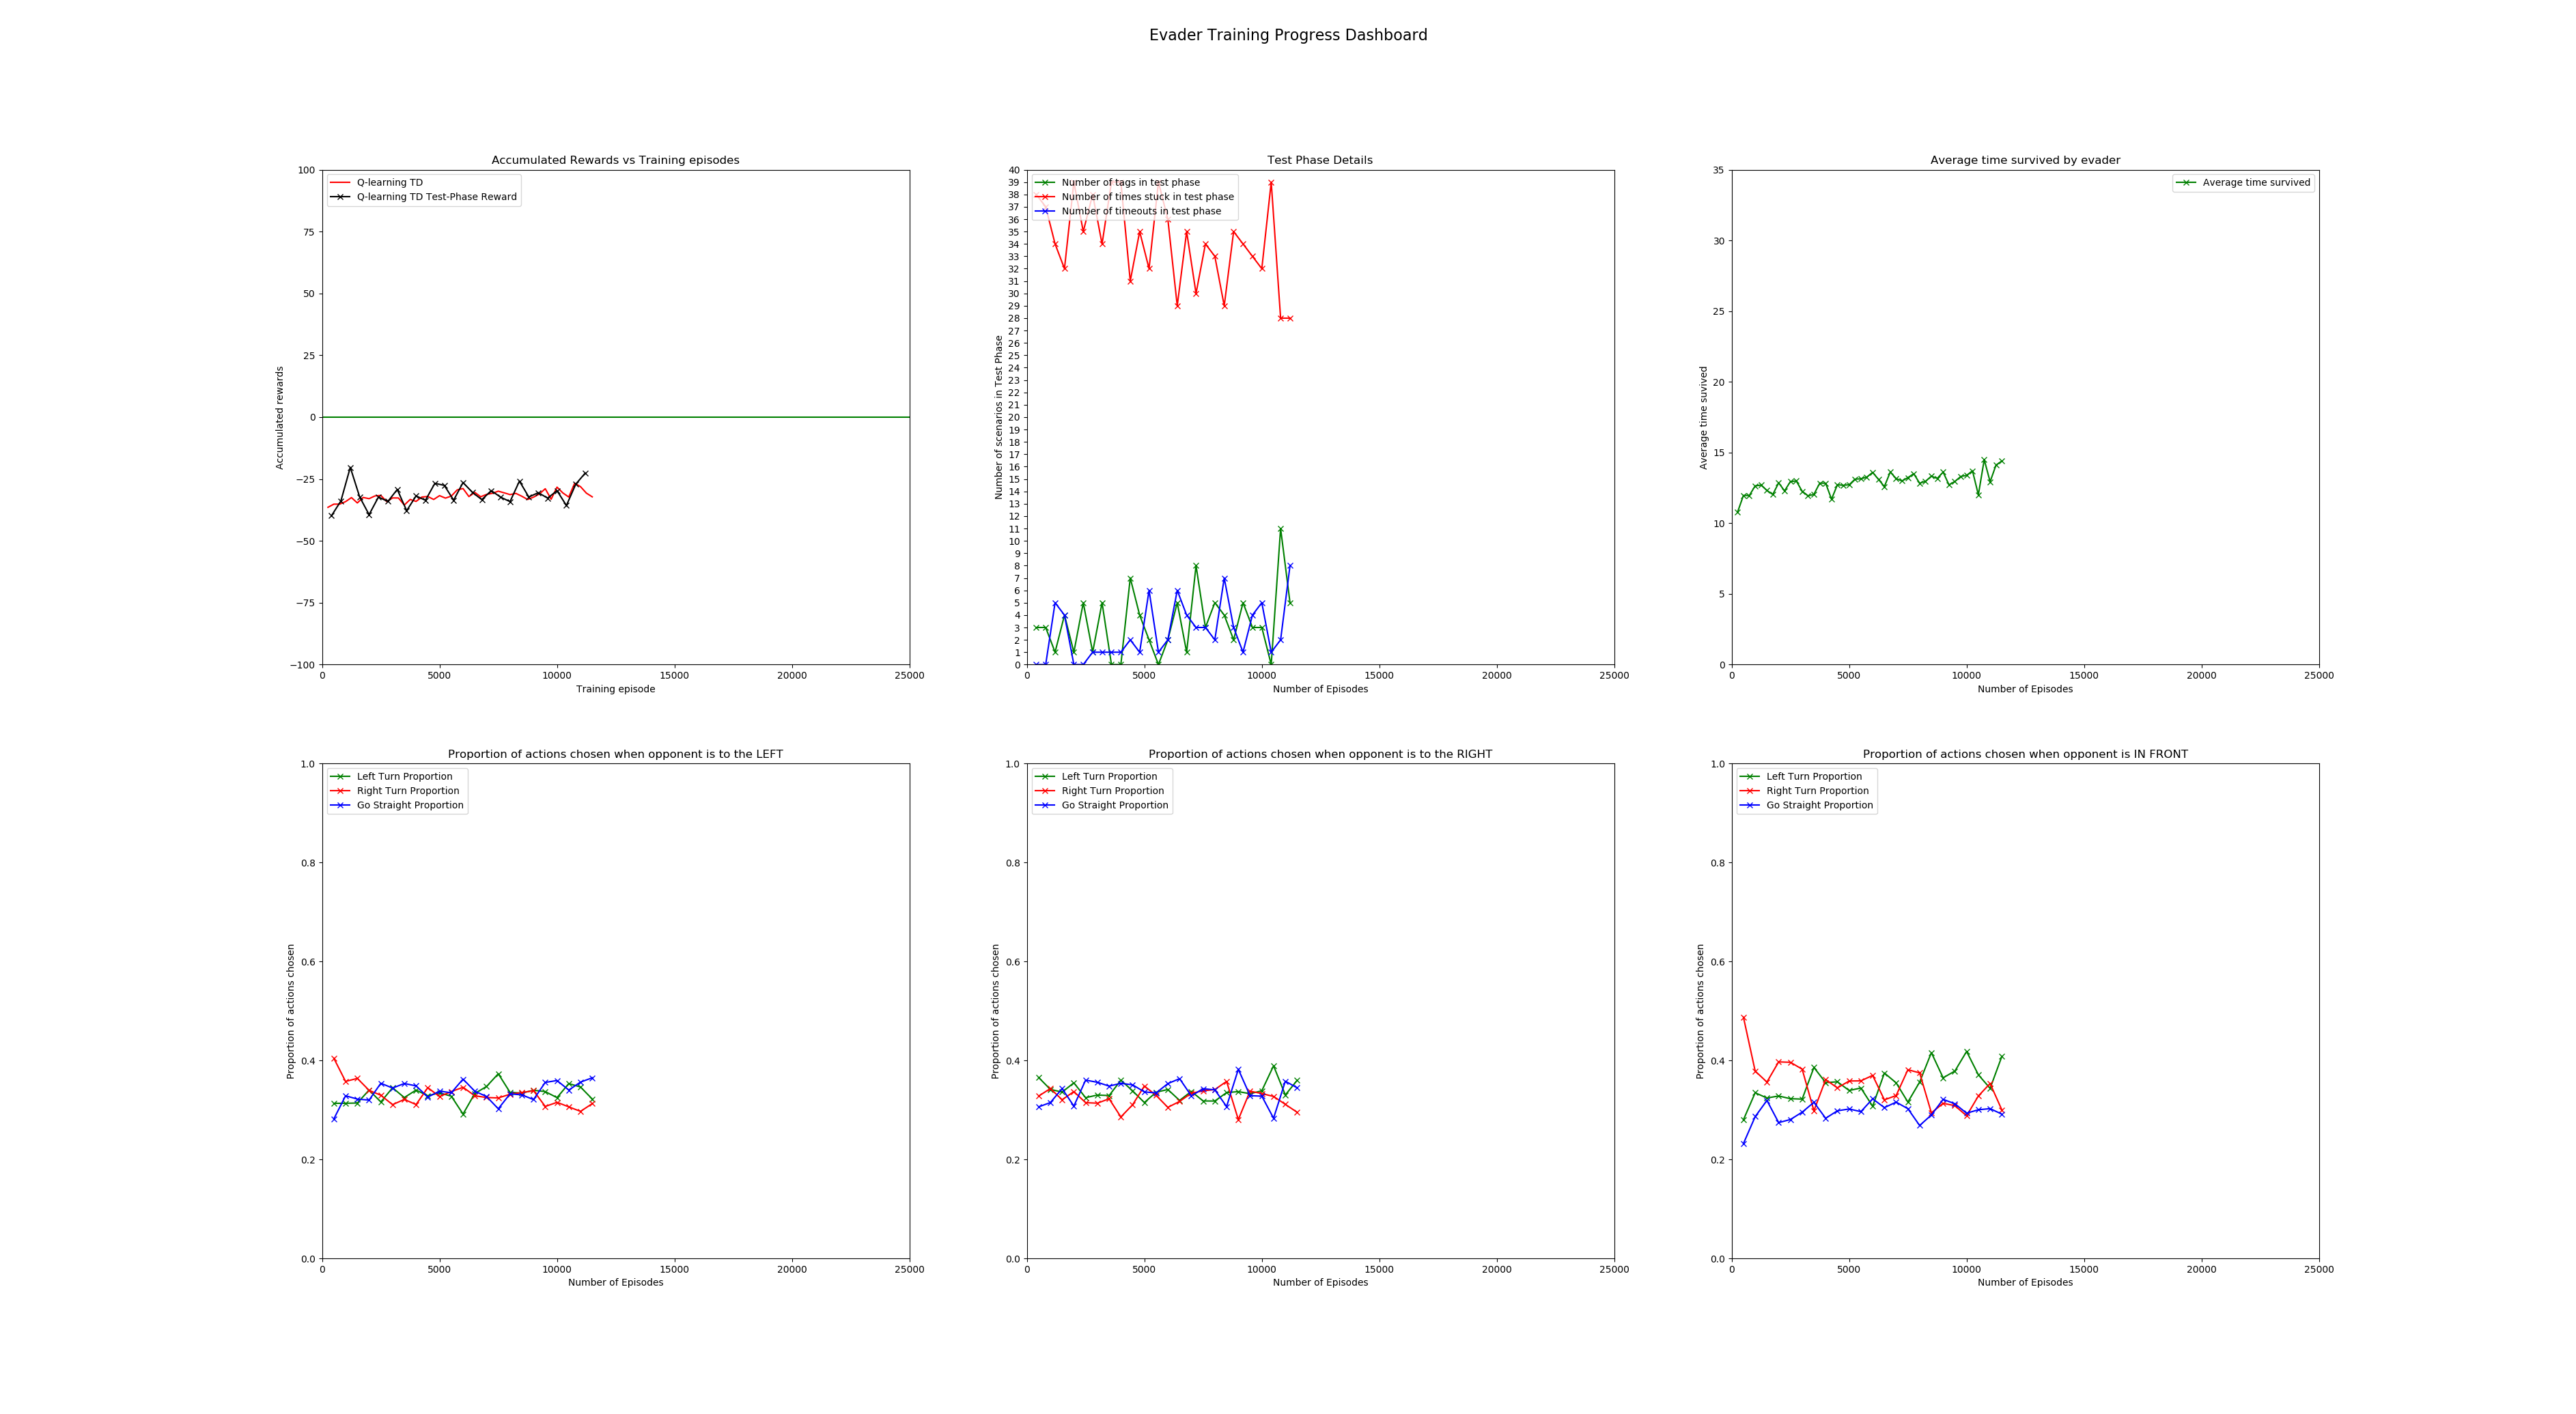 Evader Training Progress Dashboard
Accumulated Rewards vs Training episodes
Q-learning TD
Q-learning TD Test-Phase Reward
100
75
50
25
0
−25
−50
−75
−100
Accumulated rewards
0 5000 10000 15000 20000 25000
Training episode
Test Phase Details
Number of tags in test phase
Number of times stuck in test phase
Number of timeouts in test phase
40
39
38
37
36
35
34
33
32
31
30
29
28
27
26
25
24
23
22
21
20
19
18
17
16
15
14
13
12
11
10
9
8
7
6
5
4
3
2
1
0
Number of scenarios in Test Phase
0 5000 10000 15000 20000 25000
Number of Episodes
Average time survived by evader
Average time survived
35
30
25
20
15
10
5
0
Average time suvived
0 5000 10000 15000 20000 25000
Number of Episodes
Proportion of actions chosen when opponent is to the LEFT
Left Turn Proportion
Right Turn Proportion
Go Straight Proportion
1.0
0.8
0.6
0.4
0.2
0.0
Proportion of actions chosen
0 5000 10000 15000 20000 25000
Number of Episodes
Proportion of actions chosen when opponent is to the RIGHT
Left Turn Proportion
Right Turn Proportion
Go Straight Proportion
1.0
0.8
0.6
0.4
0.2
0.0
Proportion of actions chosen
0 5000 10000 15000 20000 25000
Number of Episodes
Proportion of actions chosen when opponent is IN FRONT
Left Turn Proportion
Right Turn Proportion
Go Straight Proportion
1.0
0.8
0.6
0.4
0.2
0.0
Proportion of actions chosen
0 5000 10000 15000 20000 25000
Number of Episodes